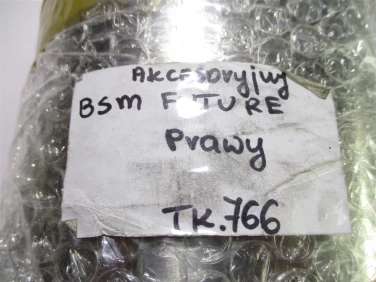 AKCESORYJNY
BSM FUTURE
Prawy
TK.766